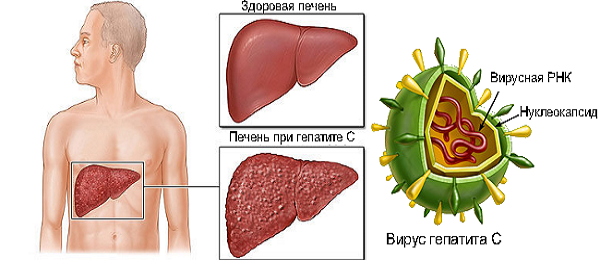 Здоровая печень
Печень при гепатите С
Вирусная РНК
Нуклеокапсид
Вирус гепатита С